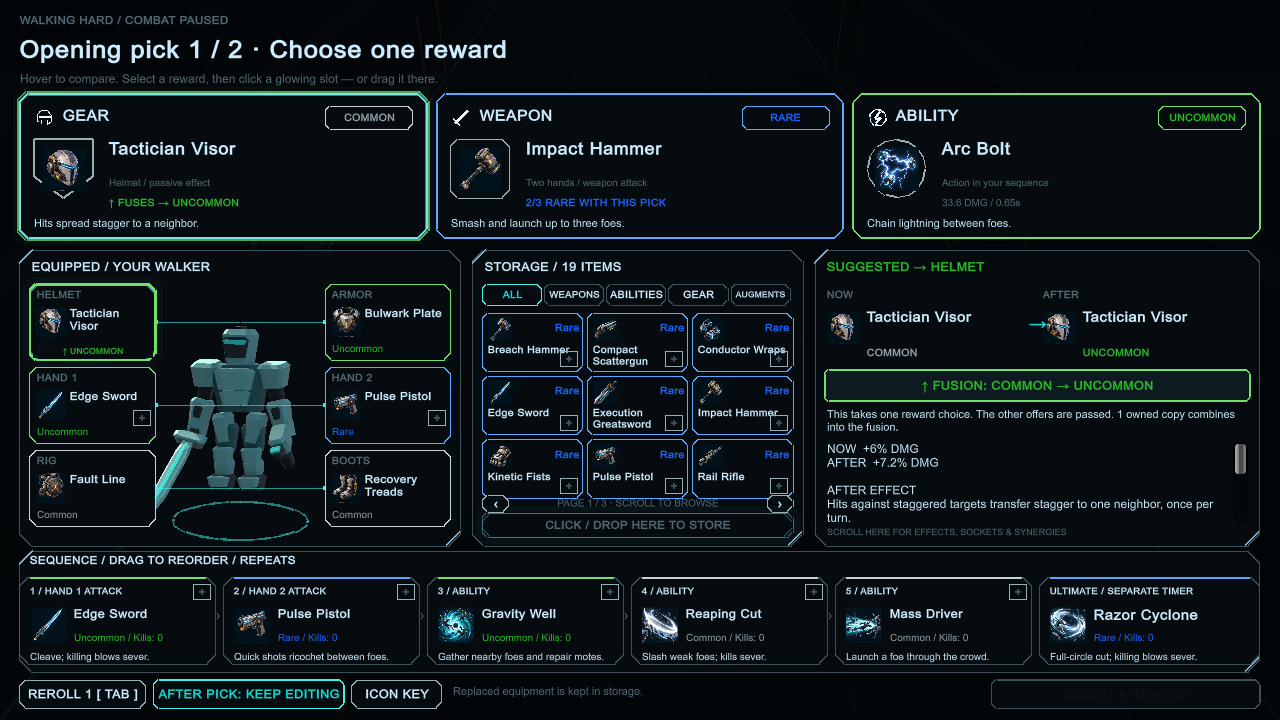 WALKING HARD / COMBAT PAUSED
Opening pick 1 / 2 · Choose one reward
Hover to compare. Select a reward, then click a glowing slot — or drag it there.
GEAR
COMMON
Tactician Visor
Helmet / passive effect
↑ FUSES → UNCOMMON
Hits spread stagger to a neighbor.
WEAPON
RARE
Impact Hammer
Two hands / weapon attack
2/3 RARE WITH THIS PICK
Smash and launch up to three foes.
ABILITY
UNCOMMON
Arc Bolt
Action in your sequence
33.6 DMG / 0.65s
Chain lightning between foes.
EQUIPPED / YOUR WALKER
HELMET
Tactician
Visor
↑ UNCOMMON
ARMOR
Bulwark Plate
Uncommon
HAND 1
Edge Sword
+
Uncommon
HAND 2
Pulse Pistol
+
Rare
RIG
Fault Line
Common
BOOTS
Recovery
Treads
Common
STORAGE / 19 ITEMS
ALL
WEAPONS
ABILITIES
GEAR
AUGMENTS
Rare
Breach Hammer
+
Rare
Compact
Scattergun
+
Rare
Conductor Wraps
+
Rare
Edge Sword
+
Rare
Execution
Greatsword
+
Rare
Impact Hammer
+
Rare
Kinetic Fists
+
Rare
Pulse Pistol
+
Rare
Rail Rifle
+
‹
PAGE 1 / 3 · SCROLL TO BROWSE
›
CLICK / DROP HERE TO STORE
SUGGESTED → HELMET
NOW
AFTER
Tactician Visor
→
Tactician Visor
COMMON
UNCOMMON
↑ FUSION: COMMON → UNCOMMON
This takes one reward choice. The other offers are passed. 1 owned copy combines
into the fusion.
NOW +6% DMG
AFTER +7.2% DMG
AFTER EFFECT
Hits against staggered targets transfer stagger to one neighbor, once per
turn.
SCROLL HERE FOR EFFECTS, SOCKETS & SYNERGIES
SEQUENCE / DRAG TO REORDER / REPEATS
1 / HAND 1 ATTACK
+
Edge Sword
Uncommon / Kills: 0
Cleave; killing blows sever.
›
2 / HAND 2 ATTACK
+
Pulse Pistol
Rare / Kills: 0
Quick shots ricochet between foes.
›
3 / ABILITY
+
Gravity Well
Uncommon / Kills: 0
Gather nearby foes and repair motes.
›
4 / ABILITY
+
Reaping Cut
Common / Kills: 0
Slash weak foes; kills sever.
›
5 / ABILITY
+
Mass Driver
Common / Kills: 0
Launch a foe through the crowd.
ULTIMATE / SEPARATE TIMER
Razor Cyclone
Rare / Kills: 0
Full-circle cut; killing blows sever.
REROLL 1 [ TAB ]
AFTER PICK: KEEP EDITING
ICON KEY
Replaced equipment is kept in storage.
SELECT A REWARD